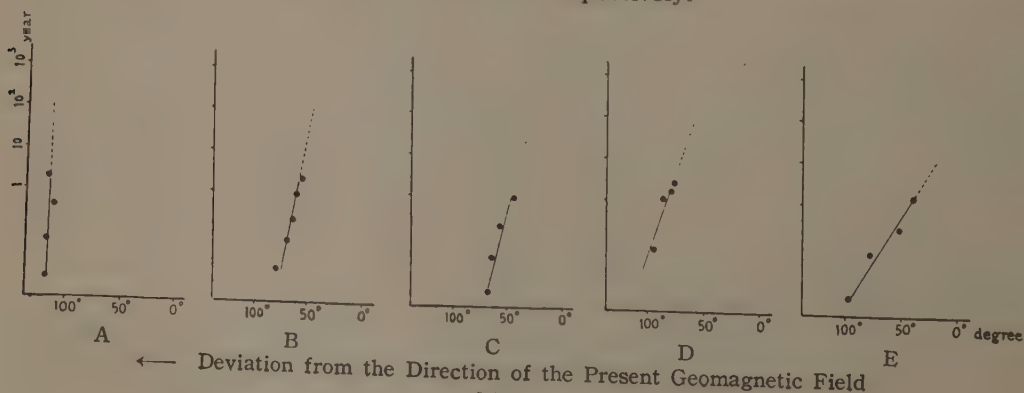 year
10³
10²
10
1
100° 50° 0° 100° 50° 0° 100° 50° 0° 100° 50° 0° 100° 50° 0° degree
A B C D E
← Deviation from the Direction of the Present Geomagnetic Field